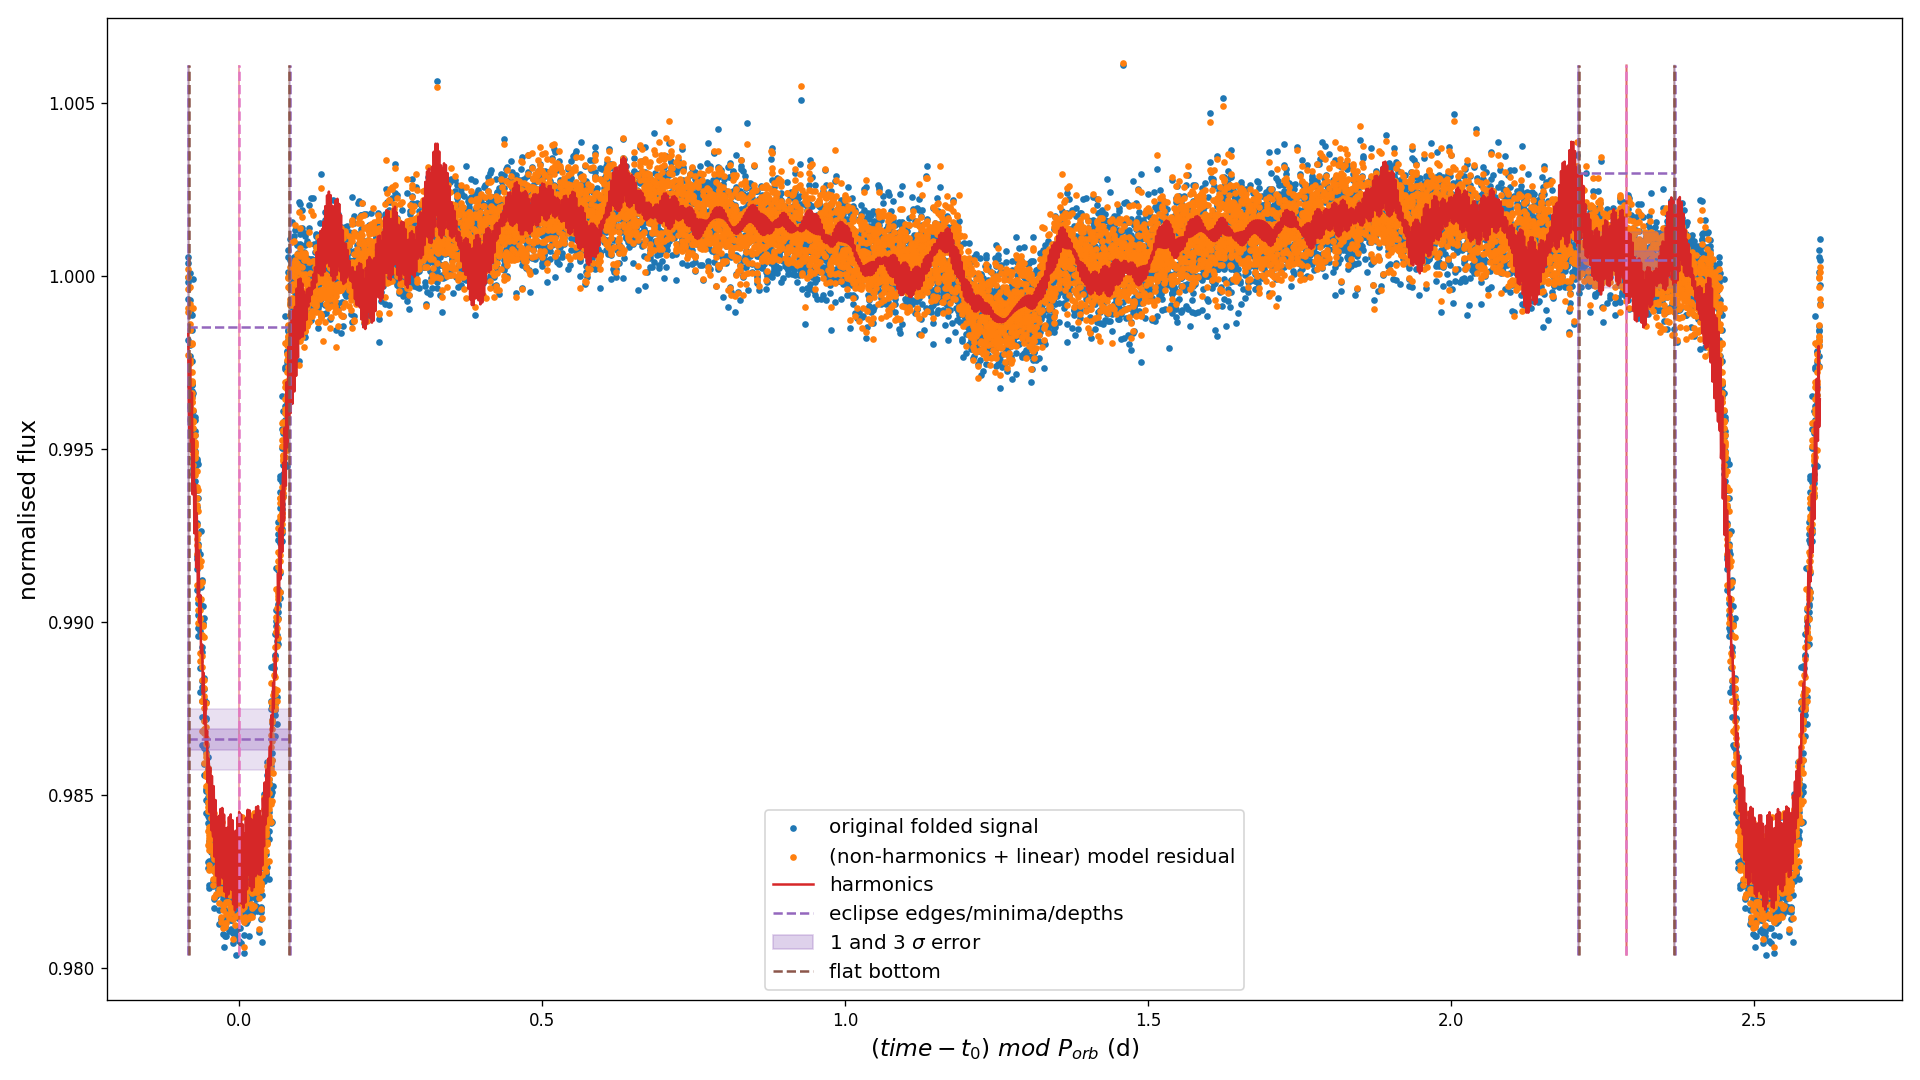 1.005
1.000
0.995
0.990
0.985
0.980
normalised flux
original folded signal
(non-harmonics + linear) model residual
harmonics
eclipse edges/minima/depths
1 and 3 σ error
flat bottom
0.0 0.5 1.0 1.5 2.0 2.5
(time − t₀) mod P_orb (d)